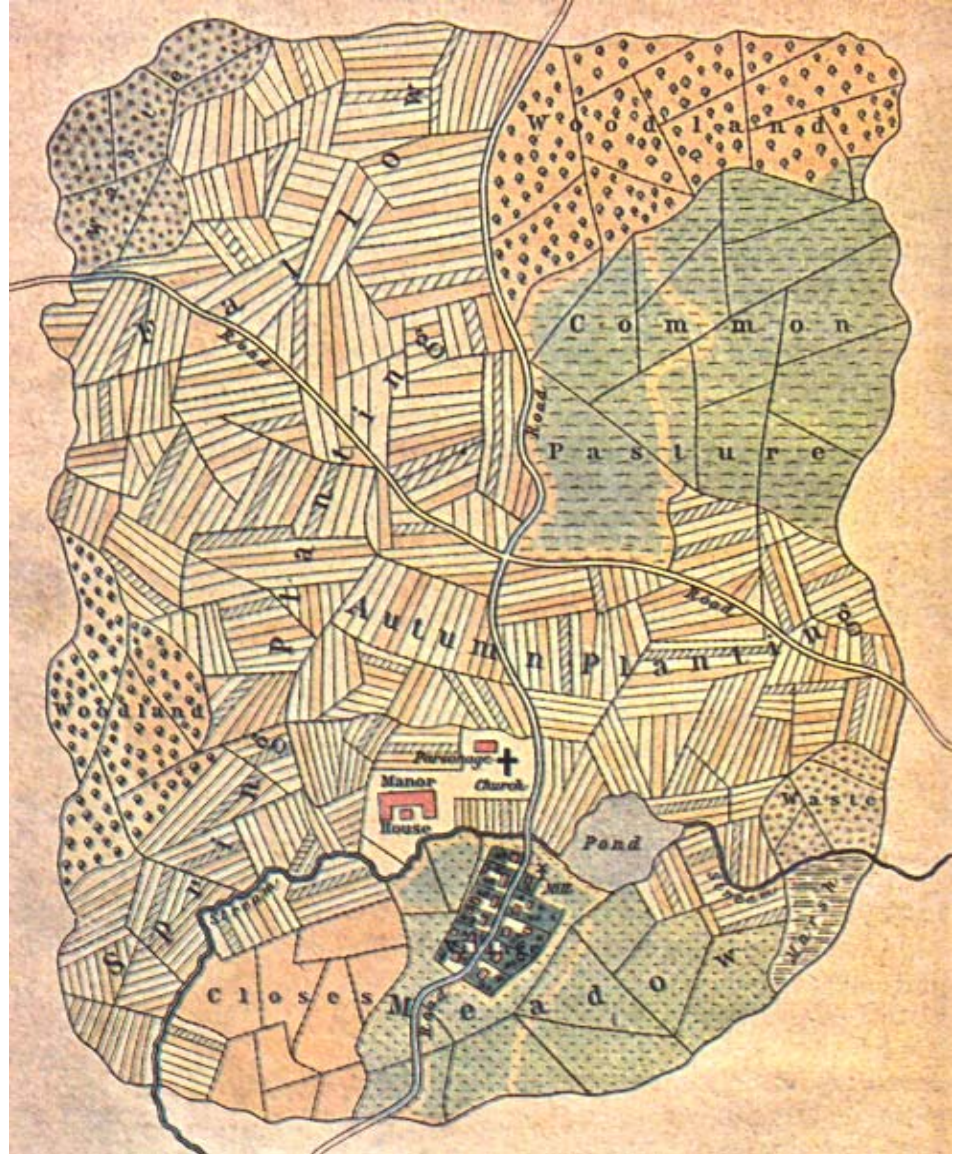 Waste
Woodland
Fallow
Common
Road
Road
Pasture
Spring Planting
Autumn Planting
Road
Woodland
Parsonage
Church
Manor
House
Waste
Pond
Mill
Stream
Stream
Marsh
Closes
Meadow
Road